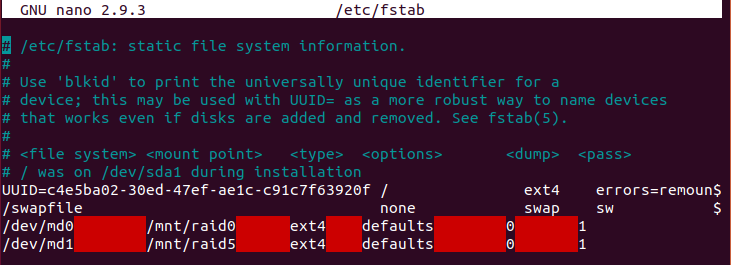 GNU nano 2.9.3 /etc/fstab
# /etc/fstab: static file system information.
#
# Use 'blkid' to print the universally unique identifier for a
# device; this may be used with UUID= as a more robust way to name devices
# that works even if disks are added and removed. See fstab(5).
#
# <file system> <mount point> <type> <options> <dump> <pass>
# / was on /dev/sda1 during installation
UUID=c4e5ba02-30ed-47ef-ae1c-c91c7f63920f / ext4 errors=remoun$
/swapfile none swap sw $
/dev/md0 /mnt/raid0 ext4 defaults 0 1
/dev/md1 /mnt/raid5 ext4 defaults 0 1